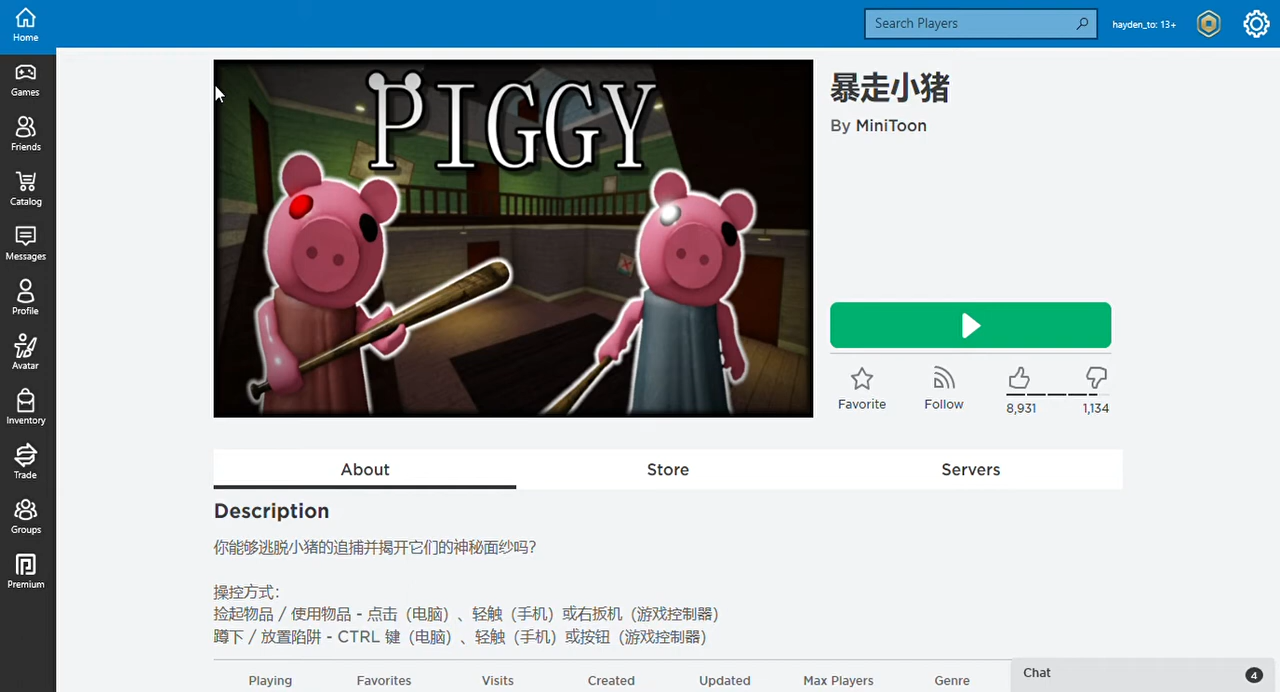 Home
Search Players
hayden_to: 13+
Games
Friends
Catalog
Messages
Profile
Avatar
Inventory
Trade
Groups
Premium
PIGGY
暴走小猪
By MiniToon
Favorite
Follow
8,931
1,134
About
Store
Servers
Description
你能够逃脱小猪的追捕并揭开它们的神秘面纱吗?
操控方式:
捡起物品 / 使用物品 - 点击（电脑）、轻触（手机）或右扳机（游戏控制器）
蹲下 / 放置陷阱 - CTRL 键（电脑）、轻触（手机）或按钮（游戏控制器）
Playing
Favorites
Visits
Created
Updated
Max Players
Genre
Chat
4